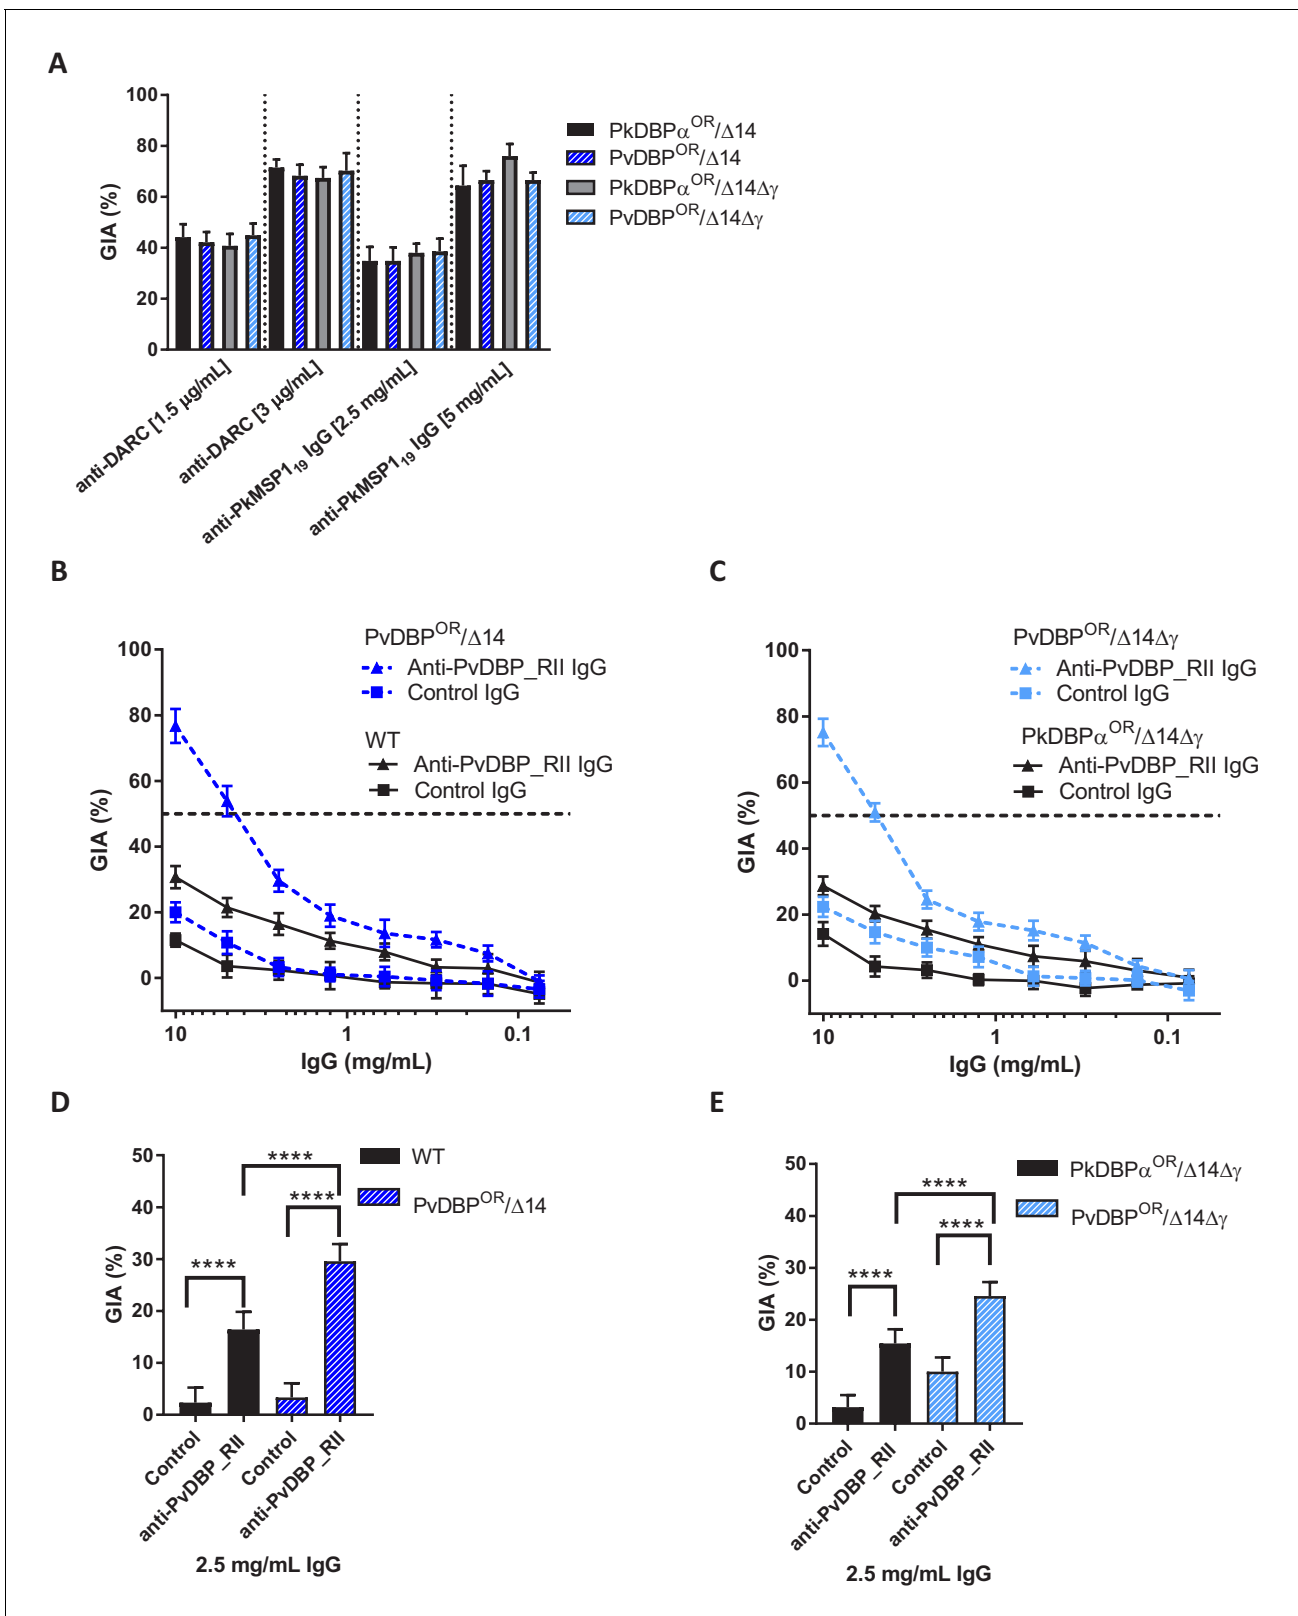 A
100
80
60
40
20
0
GIA (%)
PkDBPα^OR/Δ14
PvDBP^OR/Δ14
PkDBPα^OR/Δ14Δγ
PvDBP^OR/Δ14Δγ
anti-DARC [1.5 µg/mL]
anti-DARC [3 µg/mL]
anti-PkMSP1₁₉ IgG [2.5 mg/mL]
anti-PkMSP1₁₉ IgG [5 mg/mL]
B
PvDBP^OR/Δ14
Anti-PvDBP_RII IgG
Control IgG
WT
Anti-PvDBP_RII IgG
Control IgG
100
80
60
40
20
0
GIA (%)
10 1 0.1
IgG (mg/mL)
C
PvDBP^OR/Δ14Δγ
Anti-PvDBP_RII IgG
Control IgG
PkDBPα^OR/Δ14Δγ
Anti-PvDBP_RII IgG
Control IgG
100
80
60
40
20
0
GIA (%)
10 1 0.1
IgG (mg/mL)
D
50
40
30
20
10
0
GIA (%)
****
****
****
WT
PvDBP^OR/Δ14
Control
anti-PvDBP_RII
Control
anti-PvDBP_RII
2.5 mg/mL IgG
E
50
40
30
20
10
0
GIA (%)
****
****
****
PkDBPα^OR/Δ14Δγ
PvDBP^OR/Δ14Δγ
Control
anti-PvDBP_RII
Control
anti-PvDBP_RII
2.5 mg/mL IgG